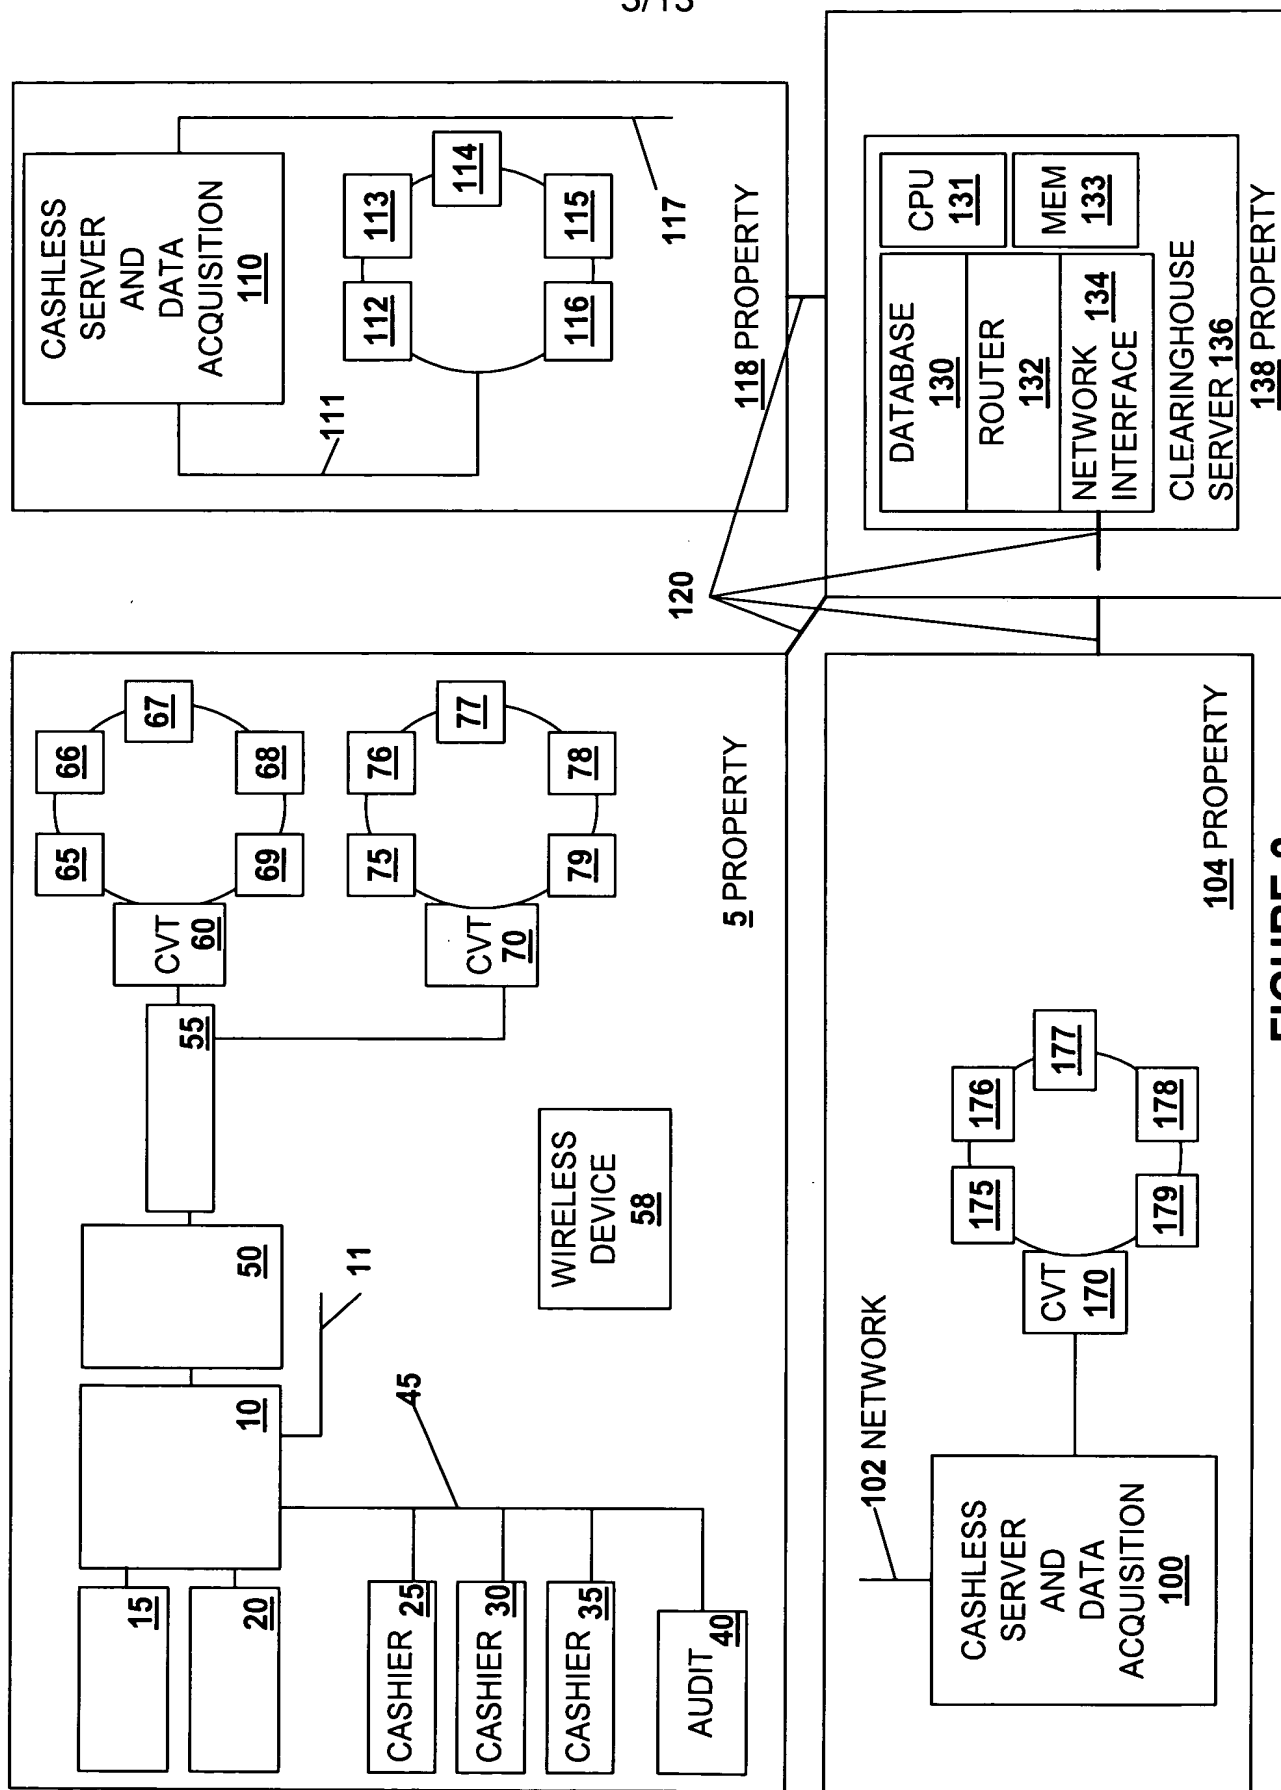 15
20
CASHIER 25
CASHIER 30
CASHIER 35
AUDIT 40
45
10
11
50
55
WIRELESS
DEVICE
58
CVT
60
65
66
67
68
69
CVT
70
75
76
77
78
79
5 PROPERTY
CASHLESS
SERVER
AND
DATA
ACQUISITION
110
111
112
113
114
115
116
117
118 PROPERTY
120
102 NETWORK
CASHLESS
SERVER
AND
DATA
ACQUISITION
100
CVT
170
175
176
177
178
179
104 PROPERTY
DATABASE
130
ROUTER
132
NETWORK
INTERFACE 134
CPU
131
MEM
133
CLEARINGHOUSE
SERVER 136
138 PROPERTY
FIGURE